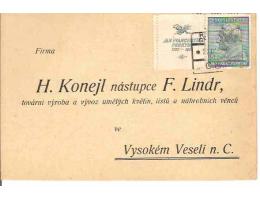 Firma
H. Konejl nástupce F. Lindr,
tovární výroba a vývoz umělých květin, listů a náhrobních věnců
ve
Vysokém Veselí n. C.